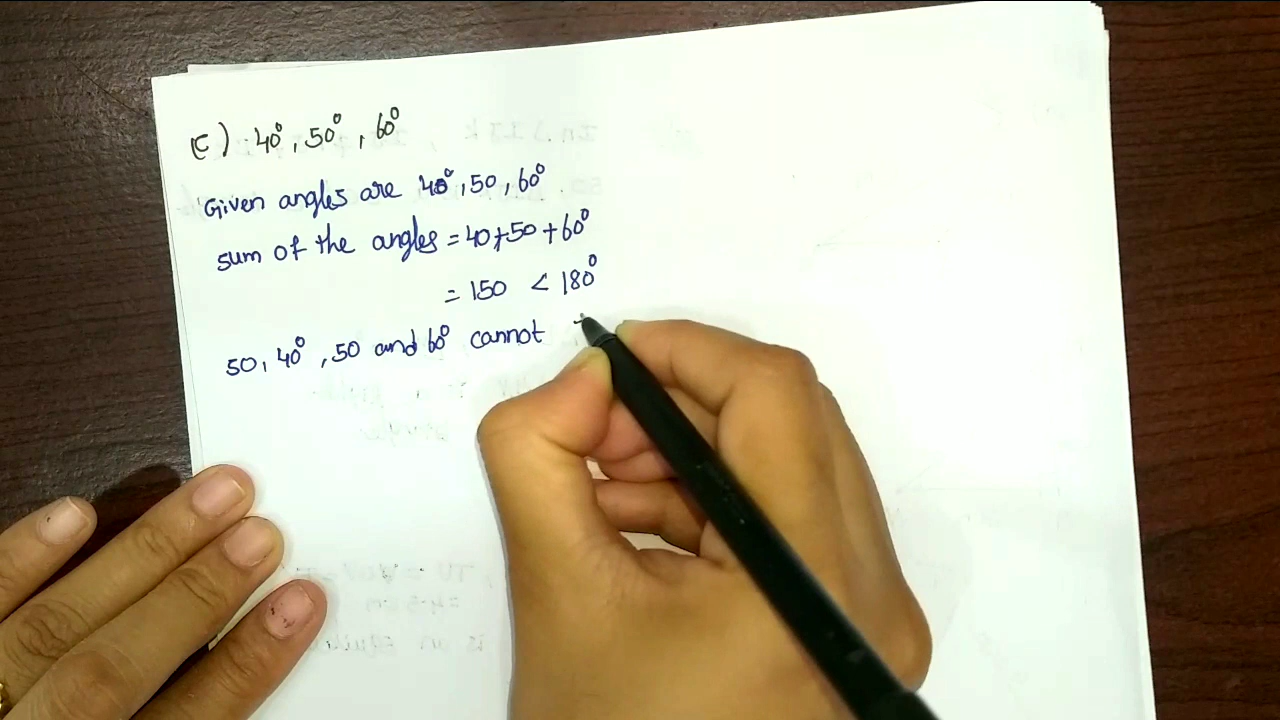 (C) 40°, 50°, 60°
Given angles are 40°, 50, 60°
sum of the angles = 40+50+60°
= 150 < 180°
50, 40°, 50 and 60° cannot